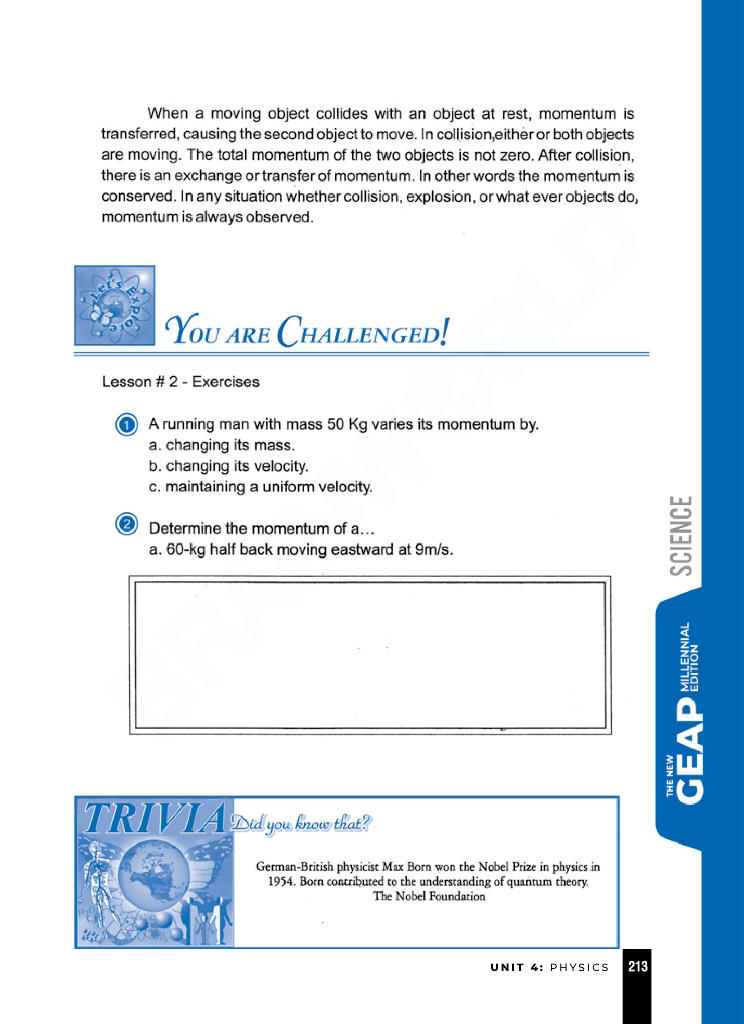 When a moving object collides with an object at rest, momentum is
transferred, causing the second object to move. In collision,either or both objects
are moving. The total momentum of the two objects is not zero. After collision,
there is an exchange or transfer of momentum. In other words the momentum is
conserved. In any situation whether collision, explosion, or what ever objects do,
momentum is always observed.
Let's Explore
YOU ARE CHALLENGED!
Lesson # 2 - Exercises
1 A running man with mass 50 Kg varies its momentum by.
a. changing its mass.
b. changing its velocity.
c. maintaining a uniform velocity.
2 Determine the momentum of a...
a. 60-kg half back moving eastward at 9m/s.
SCIENCE
THE NEW
GEAP
MILLENNIAL
EDITION
TRIVIA Did you know that?
German-British physicist Max Born won the Nobel Prize in physics in
1954. Born contributed to the understanding of quantum theory.
The Nobel Foundation
UNIT 4: PHYSICS 213